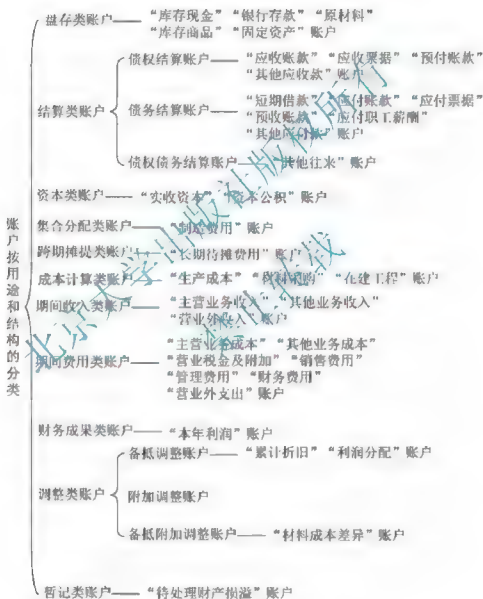 盘存类账户——“库存现金”“银行存款”“原材料”
“库存商品”“固定资产”账户
债权结算账户——“应收账款”“应收票据”“预付账款”
“其他应收款”账户
结算类账户
债务结算账户——“短期借款”“应付账款”“应付票据”
“预收账款”“应付职工薪酬”
“其他应付款”账户
债权债务结算账户——“其他往来”账户
资本类账户——“实收资本”“资本公积”账户
集合分配类账户——“制造费用”账户
跨期摊提类账户——“长期待摊费用”账户
成本计算类账户——“生产成本”“材料采购”“在建工程”账户
期间收入类账户——“主营业务收入”“其他业务收入”
“营业外收入”账户
期间费用类账户——“主营业务成本”“其他业务成本”
“营业税金及附加”“销售费用”
“管理费用”“财务费用”
“营业外支出”账户
财务成果类账户——“本年利润”账户
备抵调整账户——“累计折旧”“利润分配”账户
调整类账户
附加调整账户
备抵附加调整账户——“材料成本差异”账户
暂记类账户——“待处理财产损溢”账户
账户按用途和结构的分类
北京大学出版社版权所有